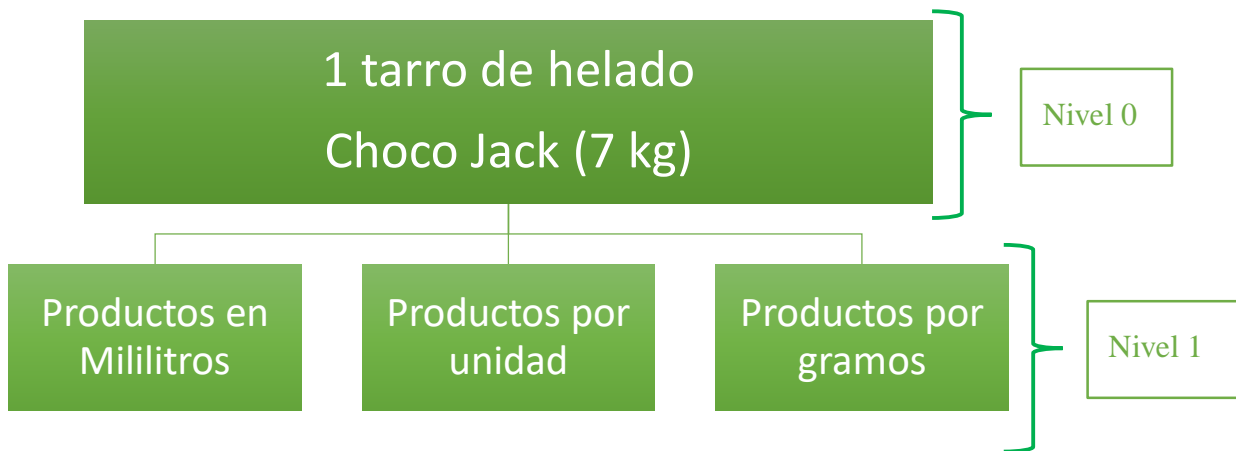 1 tarro de helado
Choco Jack (7 kg)
Nivel 0
Productos en
Mililitros
Productos por
unidad
Productos por
gramos
Nivel 1